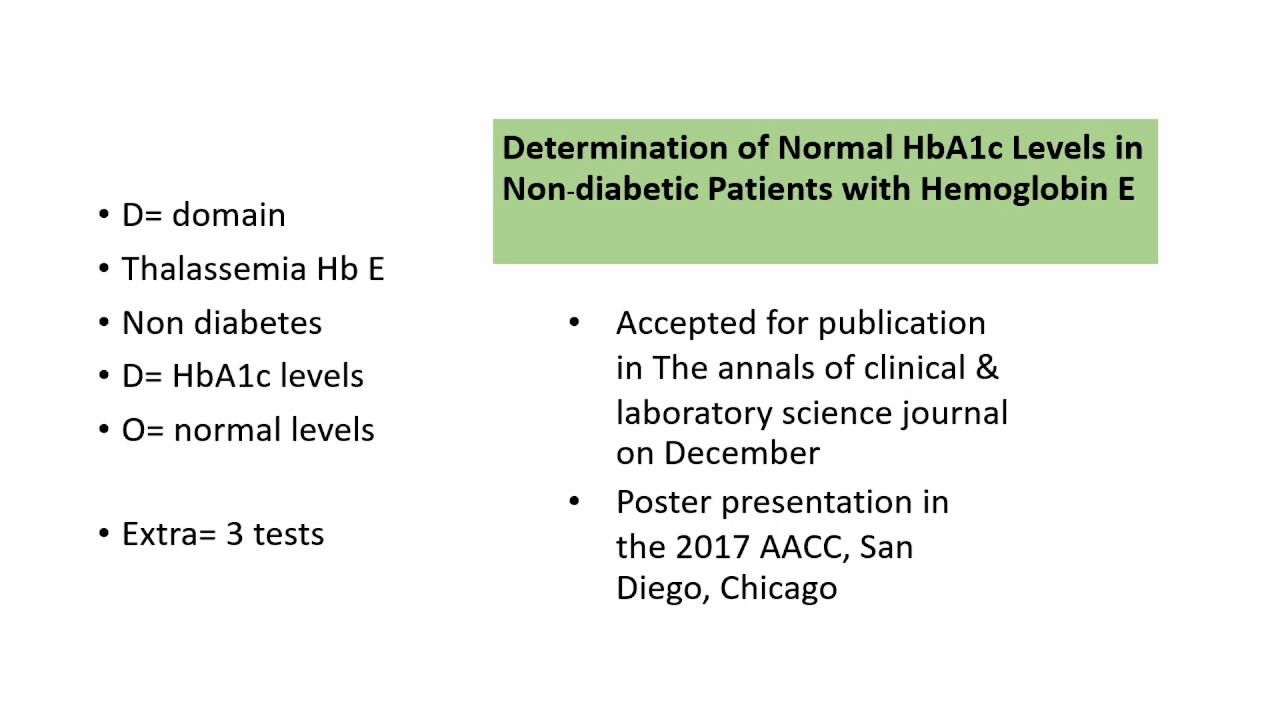 • D= domain
• Thalassemia Hb E
• Non diabetes
• D= HbA1c levels
• O= normal levels
• Extra= 3 tests
Determination of Normal HbA1c Levels in
Non-diabetic Patients with Hemoglobin E
• Accepted for publication
in The annals of clinical &
laboratory science journal
on December
• Poster presentation in
the 2017 AACC, San
Diego, Chicago